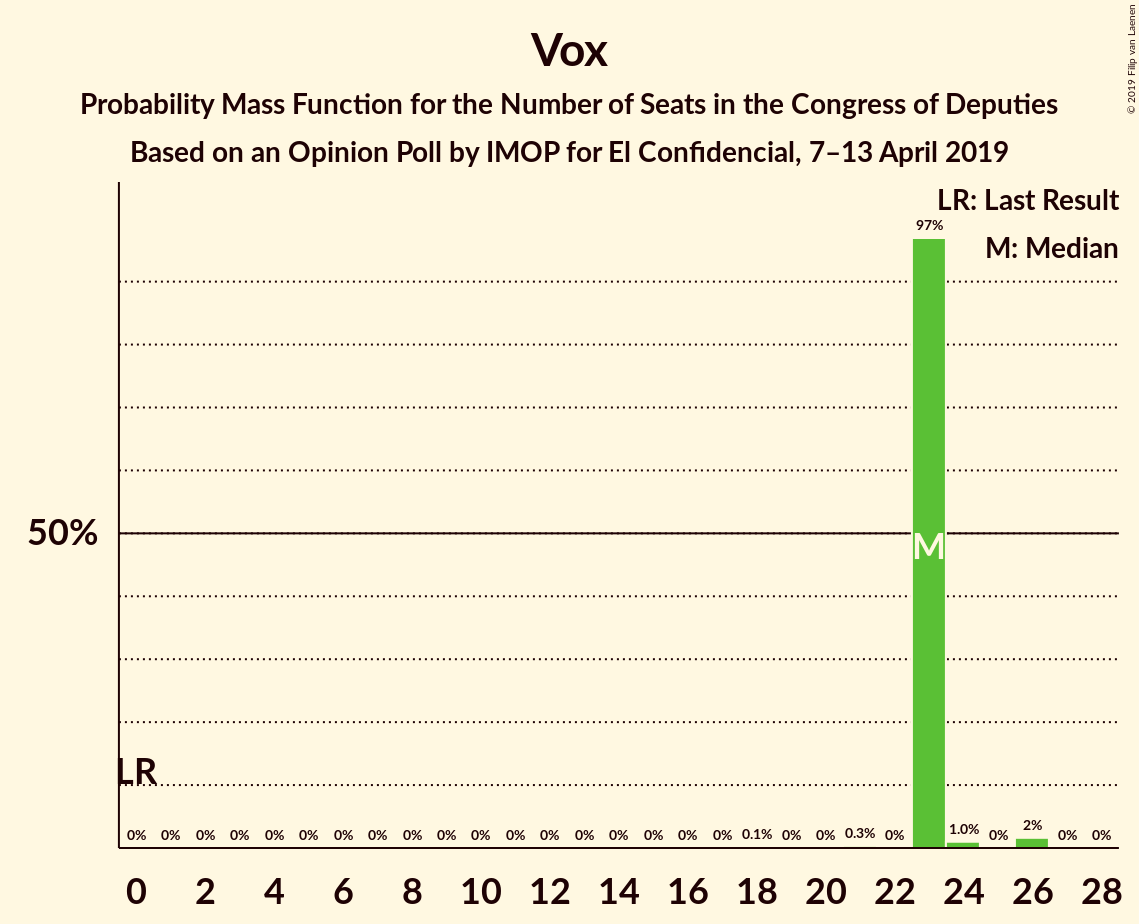 Vox
Probability Mass Function for the Number of Seats in the Congress of Deputies
Based on an Opinion Poll by IMOP for El Confidencial, 7–13 April 2019
© 2019 Filip van Laenen
LR: Last Result
M: Median
97%
50%
M
LR
0% 0% 0% 0% 0% 0% 0% 0% 0% 0% 0% 0% 0% 0% 0% 0% 0% 0% 0.1% 0% 0% 0.3% 0% 1.0% 0% 2% 0% 0%
0 2 4 6 8 10 12 14 16 18 20 22 24 26 28